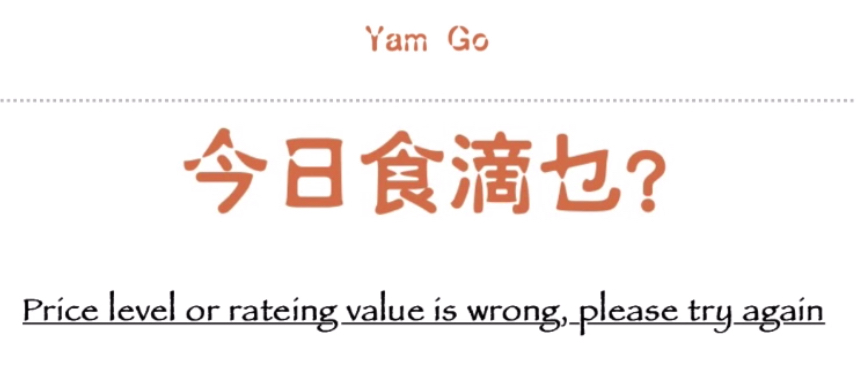 Yam Go
今日食滴乜?
Price level or rateing value is wrong, please try again